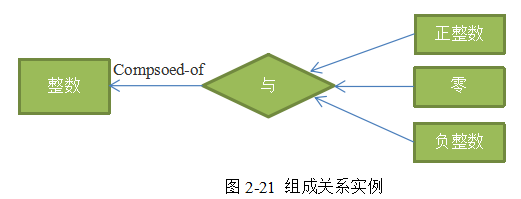 正整数
整数
Compsoed-of
与
零
负整数
图 2-21 组成关系实例